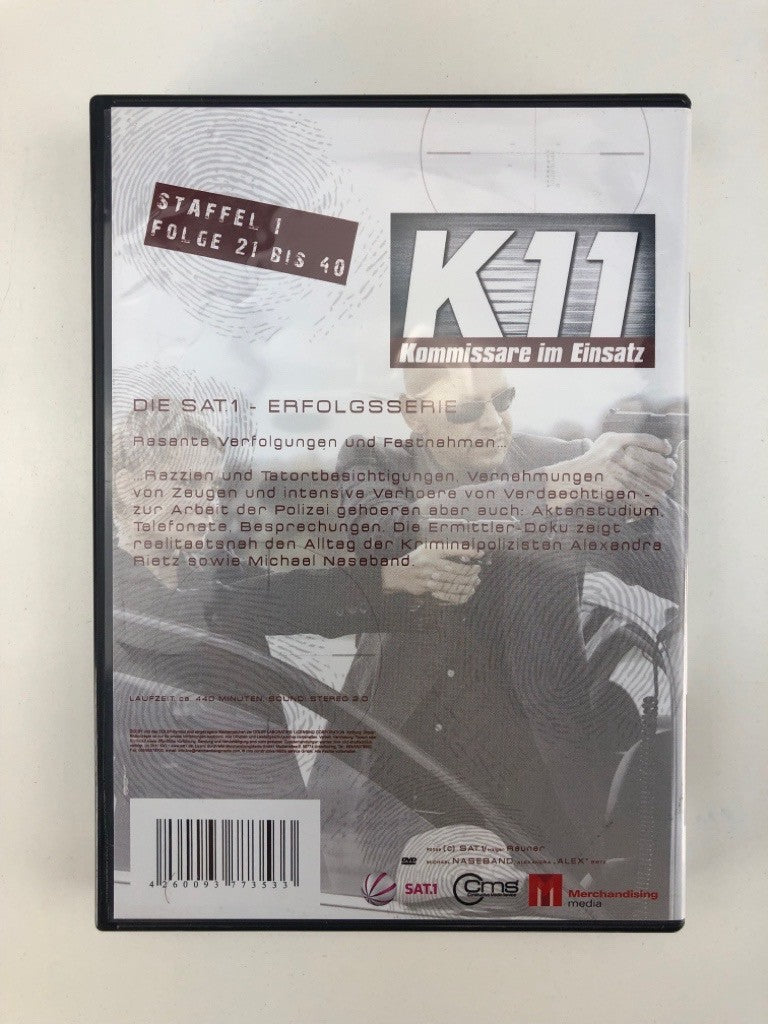 STAFFEL 1
FOLGE 21 BIS 40
K11
Kommissare im Einsatz
DIE SAT.1 - ERFOLGSSERIE
Rasante Verfolgungen und Festnahmen...
...Razzien und Tatortbesichtigungen, Vernehmungen
von Zeugen und intensive Verhoere von Verdaechtigen -
zur Arbeit der Polizei gehoeren aber auch: Aktenstudium,
Telefonate, Besprechungen. Die Ermittler-Doku zeigt
realitaetsnah den Alltag der Kriminalpolizisten Alexandra
Rietz sowie Michael Naseband.
LAUFZEIT: ca. 440 MINUTEN; SOUND: STEREO 2.0
(c) SAT.1/ Rauner
NASEBAND, „ALEX“
4 260093 773533
DVD
SAT.1
cms
M Merchandising
media